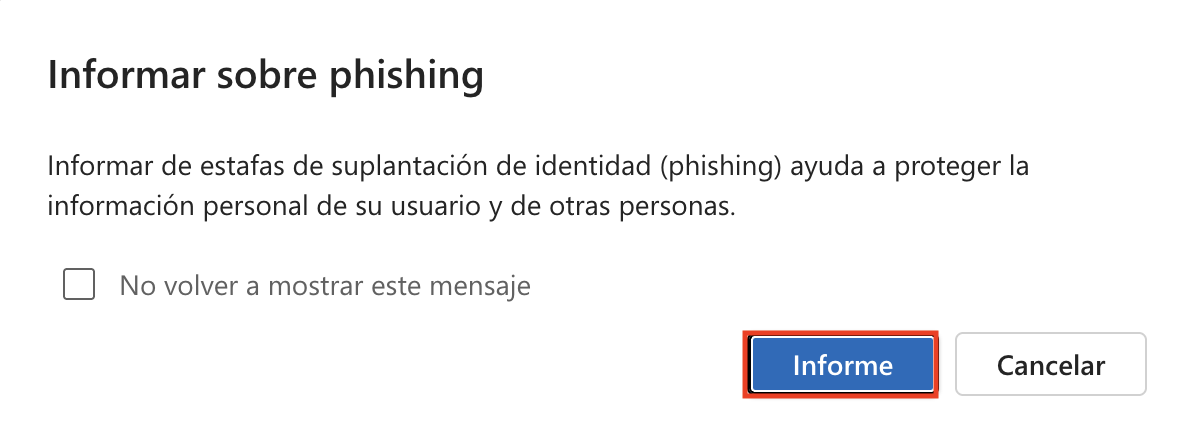 Informar sobre phishing
Informar de estafas de suplantación de identidad (phishing) ayuda a proteger la
información personal de su usuario y de otras personas.
No volver a mostrar este mensaje
Informe
Cancelar